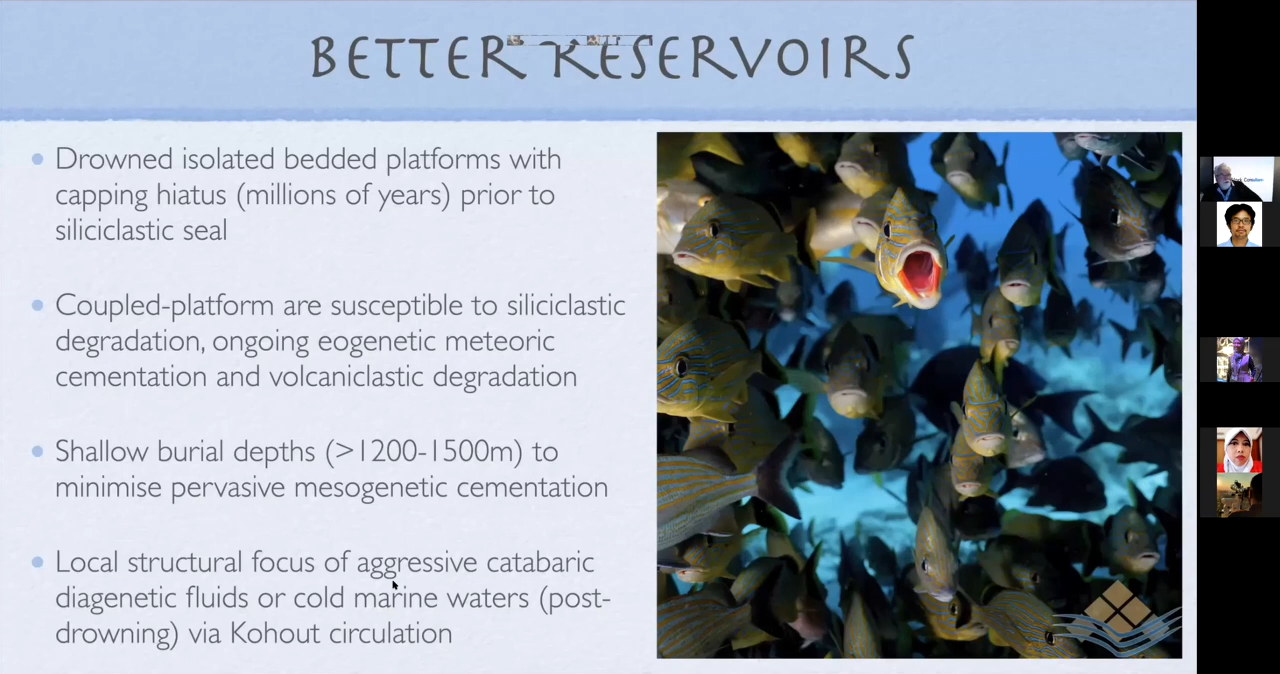 BETTER RESERVOIRS
• Drowned isolated bedded platforms with
capping hiatus (millions of years) prior to
siliciclastic seal
• Coupled-platform are susceptible to siliciclastic
degradation, ongoing eogenetic meteoric
cementation and volcaniclastic degradation
• Shallow burial depths (>1200-1500m) to
minimise pervasive mesogenetic cementation
• Local structural focus of aggressive catabaric
diagenetic fluids or cold marine waters (post-
drowning) via Kohout circulation